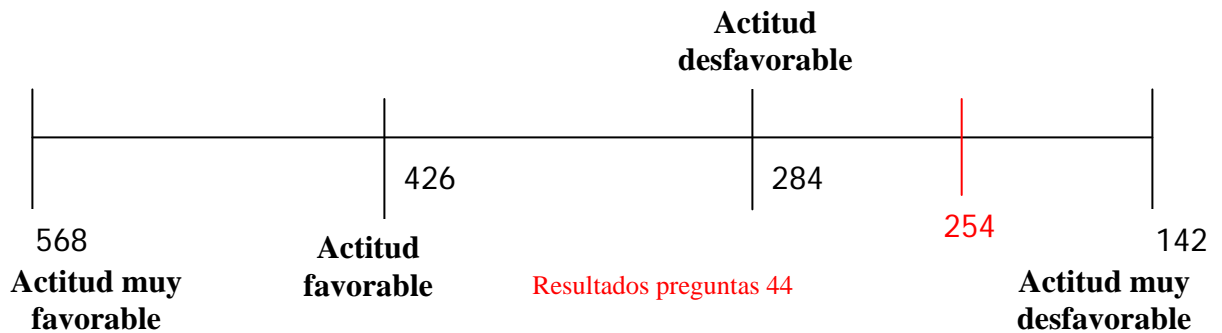 Actitud
desfavorable
426
284
568
254
142
Actitud muy
favorable
Actitud
favorable
Resultados preguntas 44
Actitud muy
desfavorable